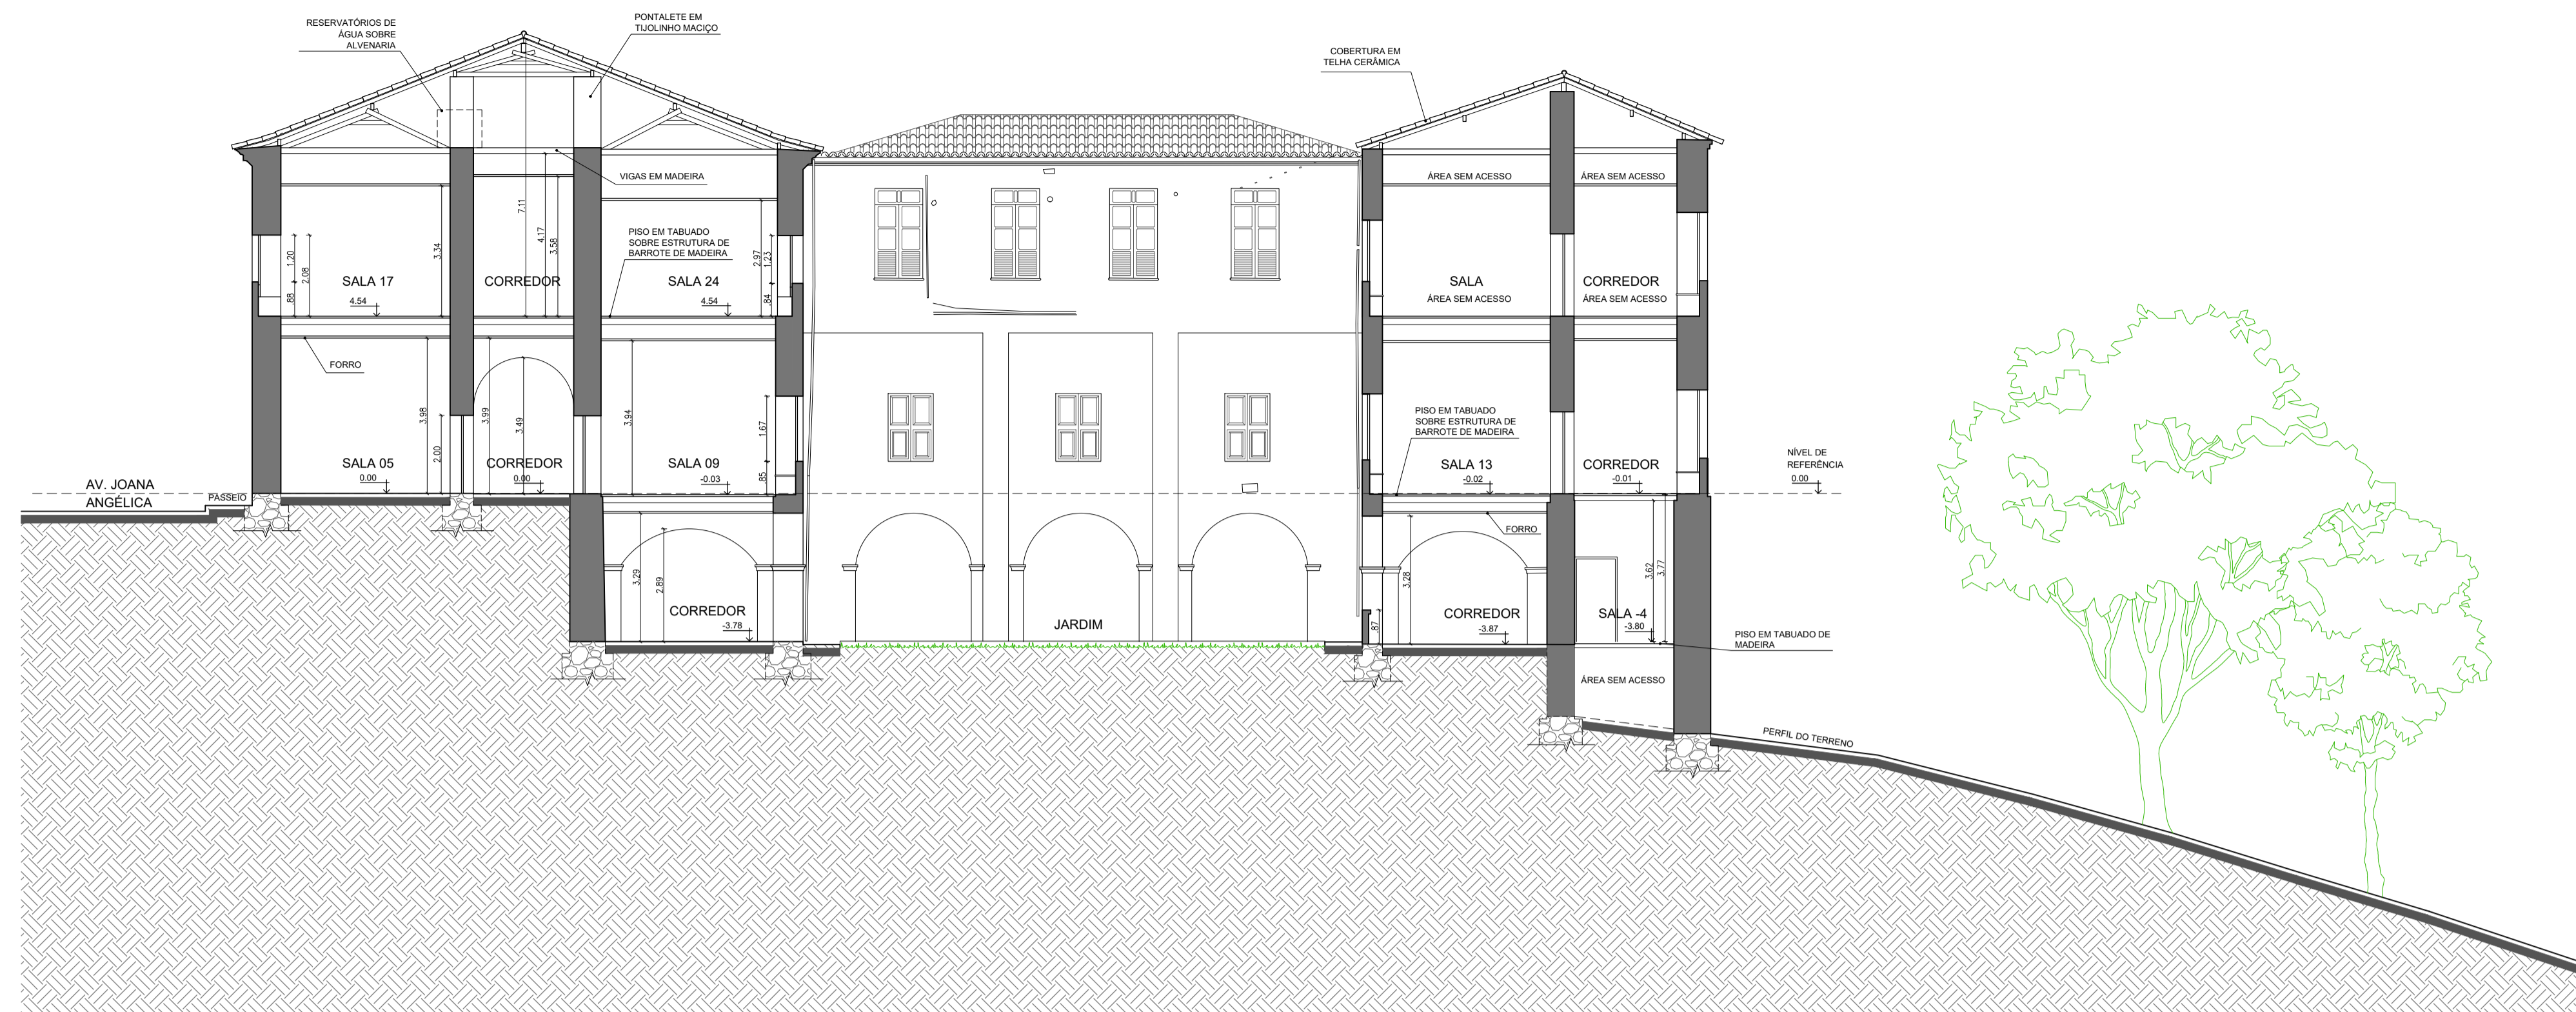 RESERVATÓRIOS DE
ÁGUA SOBRE
ALVENARIA
PONTALETE EM
TIJOLINHO MACIÇO
COBERTURA EM
TELHA CERÂMICA
VIGAS EM MADEIRA
ÁREA SEM ACESSO
ÁREA SEM ACESSO
7.11
4.17
3.58
3.34
1.20
2.08
.88
PISO EM TABUADO
SOBRE ESTRUTURA DE
BARROTE DE MADEIRA
2.97
1.23
.84
SALA 17
4.54
CORREDOR
SALA 24
4.54
SALA
ÁREA SEM ACESSO
CORREDOR
ÁREA SEM ACESSO
FORRO
3.98
2.00
3.99
3.49
3.94
1.67
.85
PISO EM TABUADO
SOBRE ESTRUTURA DE
BARROTE DE MADEIRA
NÍVEL DE
REFERÊNCIA
0.00
SALA 05
0.00
CORREDOR
0.00
SALA 09
-0.03
SALA 13
-0.02
CORREDOR
-0.01
AV. JOANA
ANGÉLICA
PASSEIO
FORRO
3.29
2.89
3.28
3.62
3.77
.87
CORREDOR
-3.78
JARDIM
CORREDOR
-3.87
SALA -4
-3.80
PISO EM TABUADO DE
MADEIRA
ÁREA SEM ACESSO
PERFIL DO TERRENO